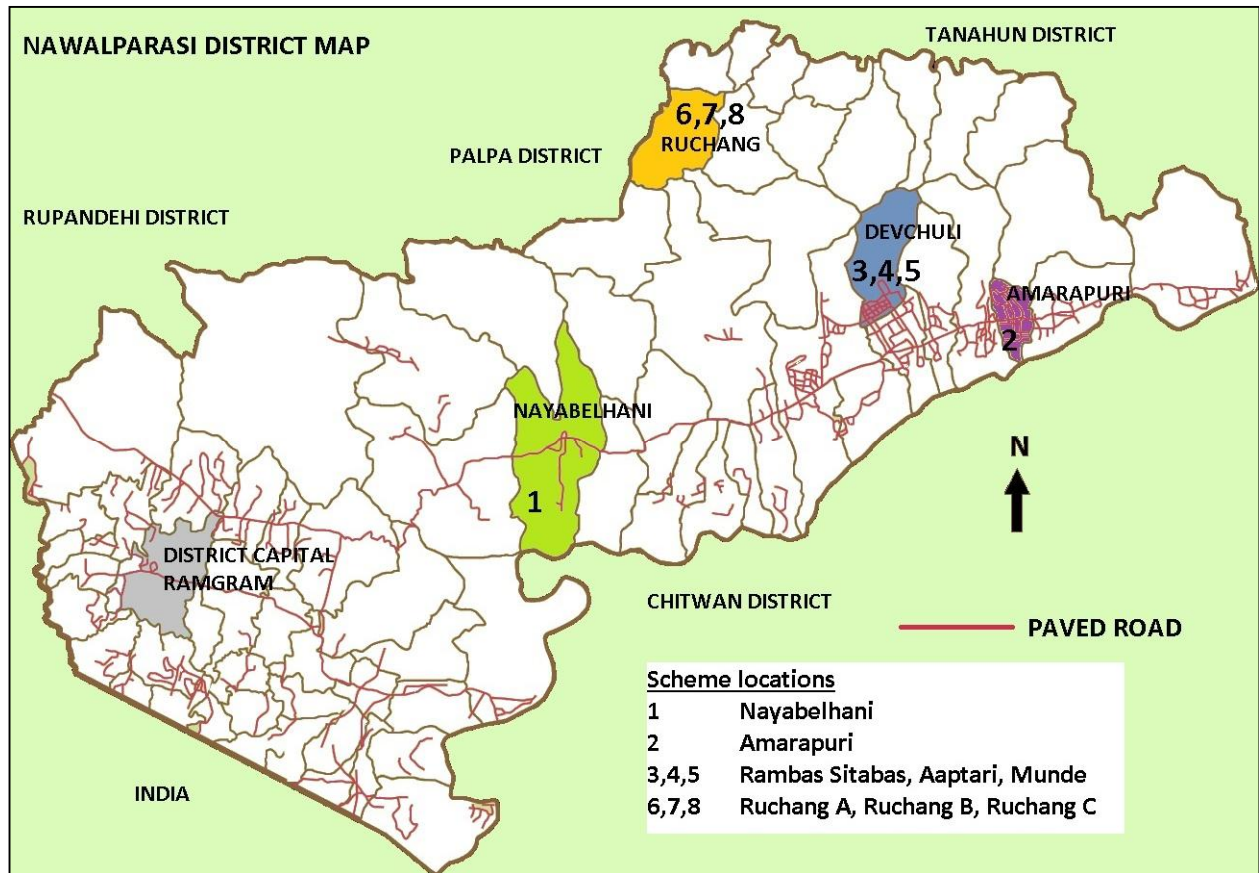 NAWALPARASI DISTRICT MAP
TANAHUN DISTRICT
6,7,8
RUCHANG
PALPA DISTRICT
RUPANDEHI DISTRICT
DEVCHULI
3,4,5
AMARAPURI
2
NAYABELHANI
1
N
DISTRICT CAPITAL
RAMGRAM
CHITWAN DISTRICT
PAVED ROAD
Scheme locations
1 Nayabelhani
2 Amarapuri
3,4,5 Rambas Sitabas, Aaptari, Munde
6,7,8 Ruchang A, Ruchang B, Ruchang C
INDIA